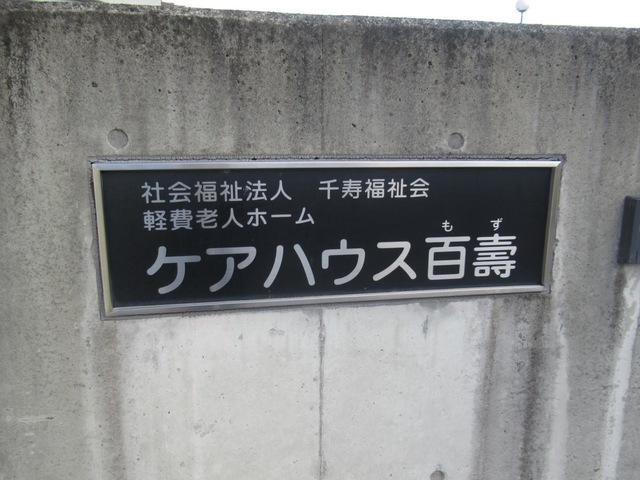 社会福祉法人　千寿福祉会
軽費老人ホーム
もず
ケアハウス百壽